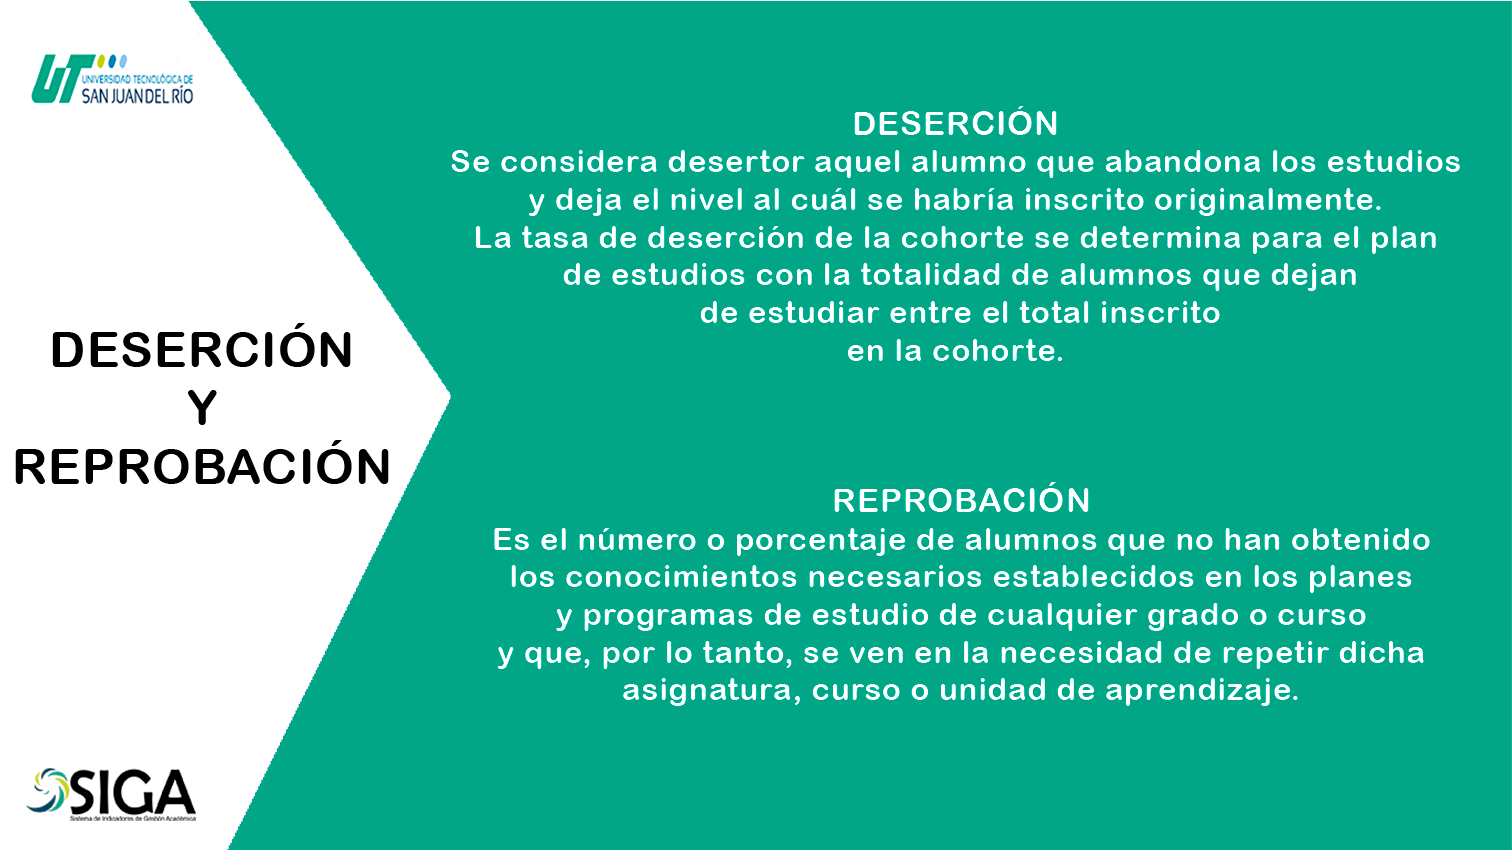 UT
UNIVERSIDAD TECNOLÓGICA DE
SAN JUAN DEL RÍO
DESERCIÓN
Y
REPROBACIÓN
DESERCIÓN
Se considera desertor aquel alumno que abandona los estudios
y deja el nivel al cuál se habría inscrito originalmente.
La tasa de deserción de la cohorte se determina para el plan
de estudios con la totalidad de alumnos que dejan
de estudiar entre el total inscrito
en la cohorte.
REPROBACIÓN
Es el número o porcentaje de alumnos que no han obtenido
los conocimientos necesarios establecidos en los planes
y programas de estudio de cualquier grado o curso
y que, por lo tanto, se ven en la necesidad de repetir dicha
asignatura, curso o unidad de aprendizaje.
SIGA
Sistema de Indicadores de Gestión Académica